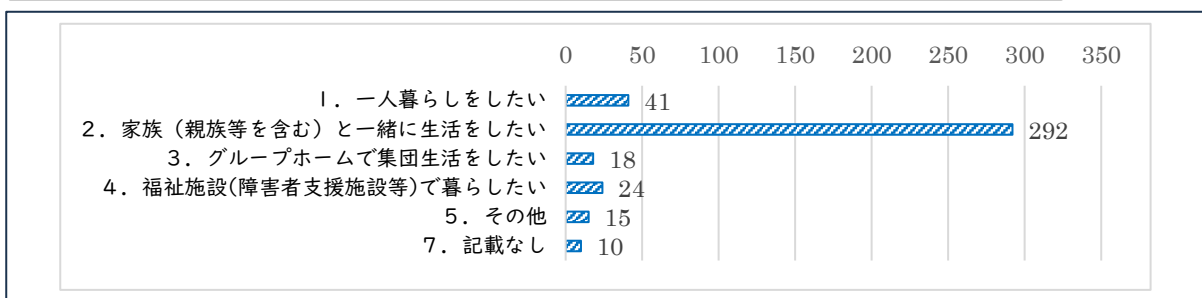 0 50 100 150 200 250 300 350
1. 一人暮らしをしたい 41
2. 家族（親族等を含む）と一緒に生活をしたい 292
3. グループホームで集団生活をしたい 18
4. 福祉施設(障害者支援施設等)で暮らしたい 24
5. その他 15
7. 記載なし 10